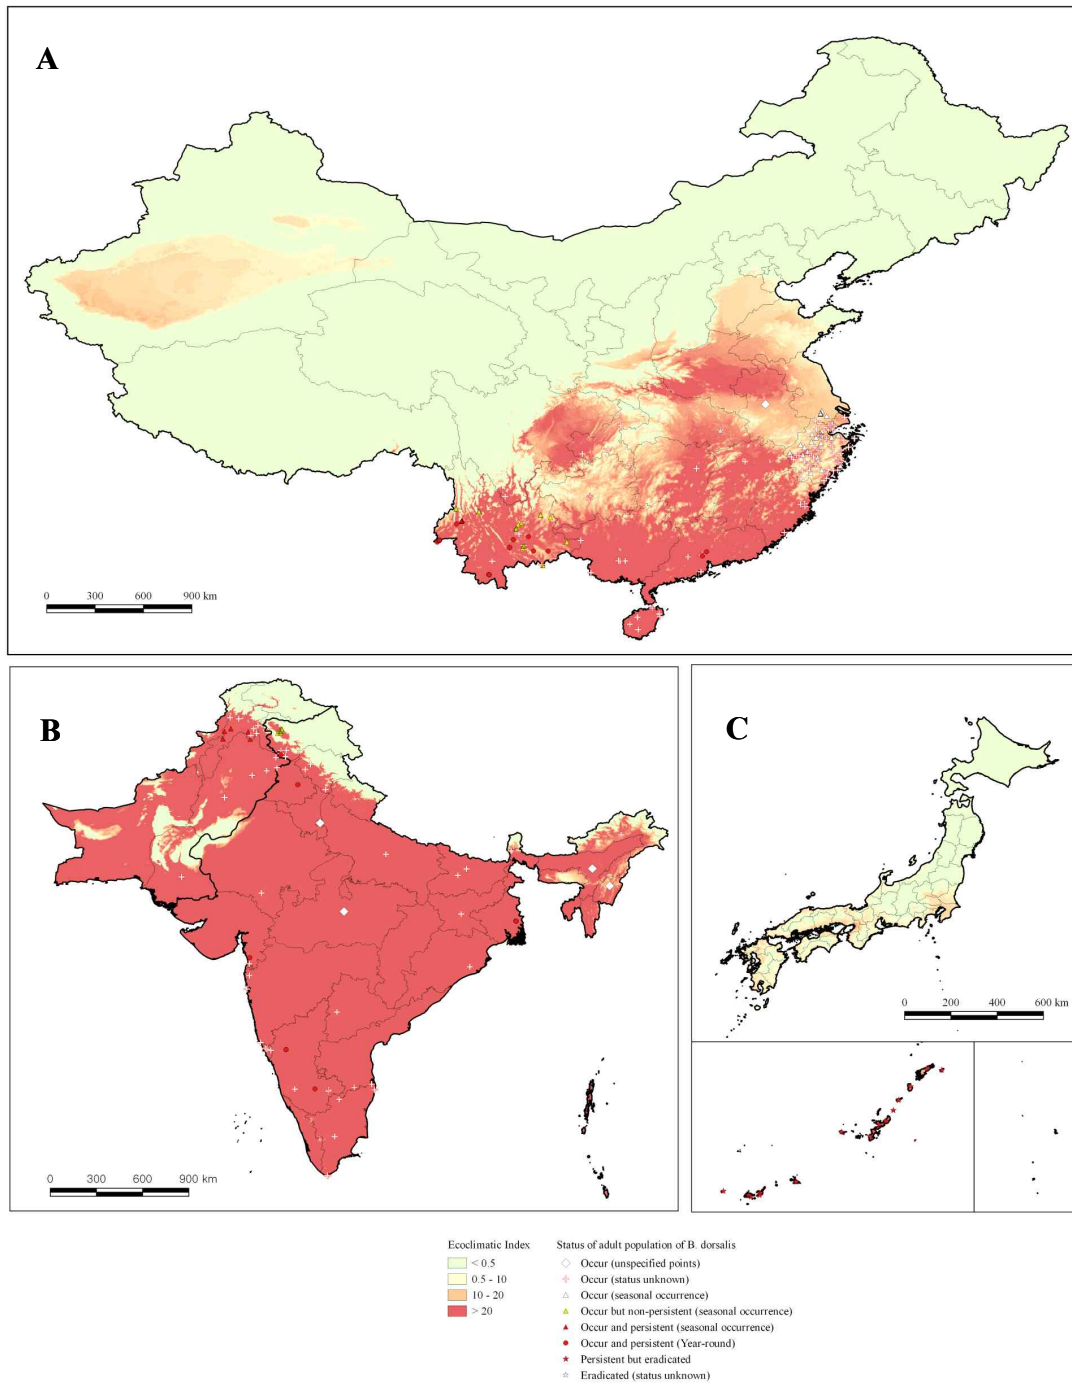 A
0 300 600 900 km
B
0 300 600 900 km
C
0 200 400 600 km
Ecoclimatic Index
< 0.5
0.5 - 10
10 - 20
> 20
Status of adult population of B. dorsalis
Occur (unspecified points)
Occur (status unknown)
Occur (seasonal occurrence)
Occur but non-persistent (seasonal occurrence)
Occur and persistent (seasonal occurrence)
Occur and persistent (Year-round)
Persistent but eradicated
Eradicated (status unknown)